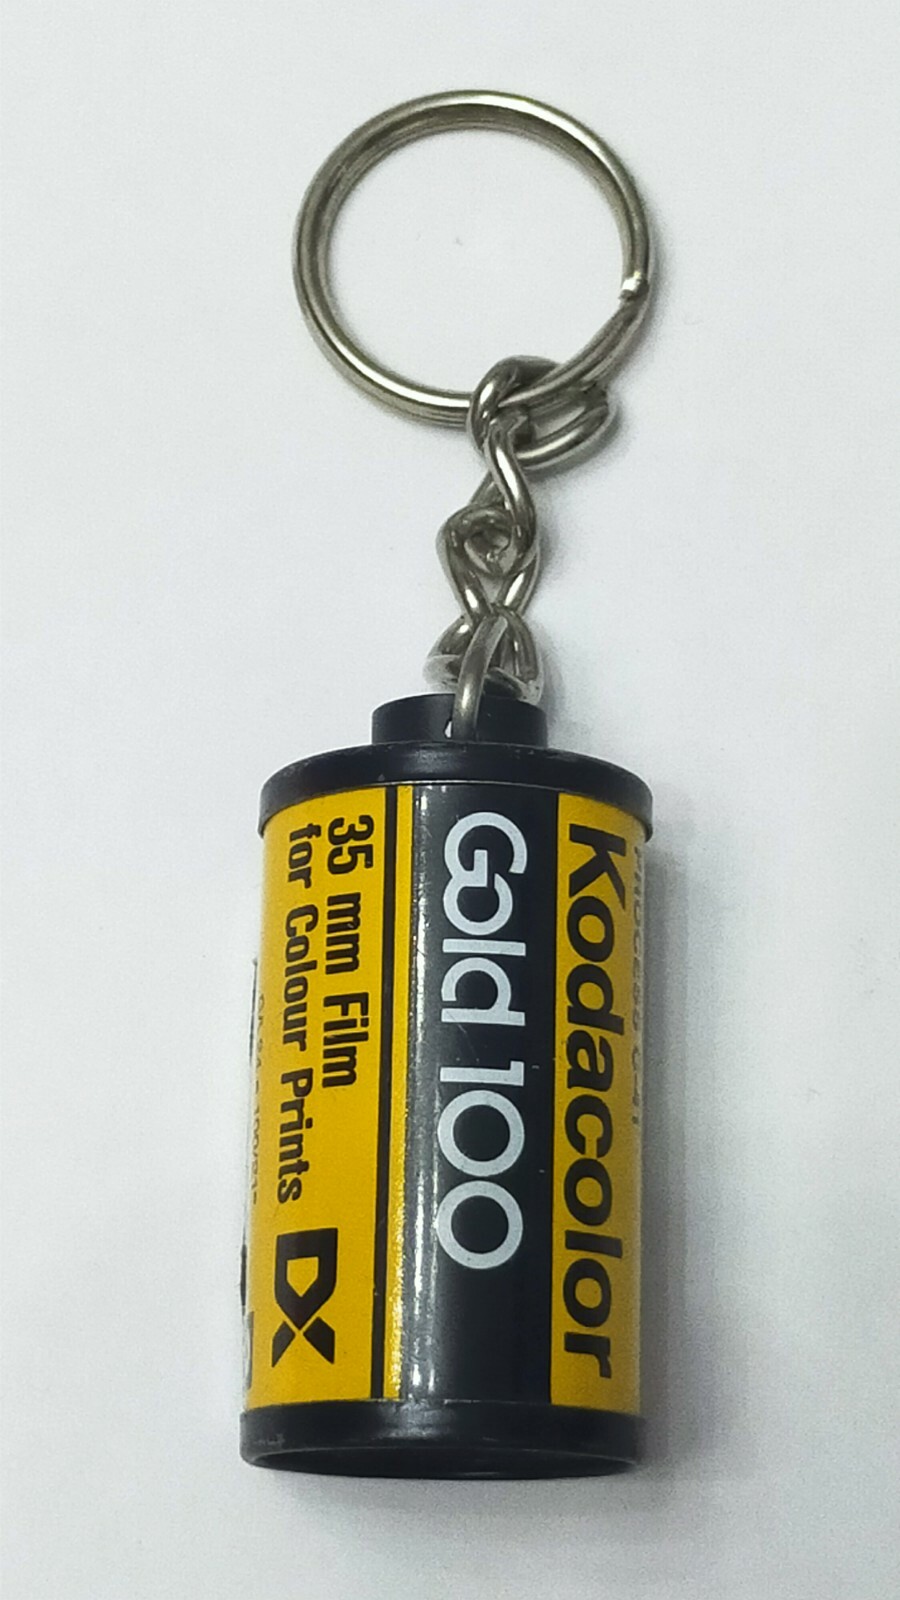 Kodacolor
Gold 100
35 mm Film
for Colour Prints
DX